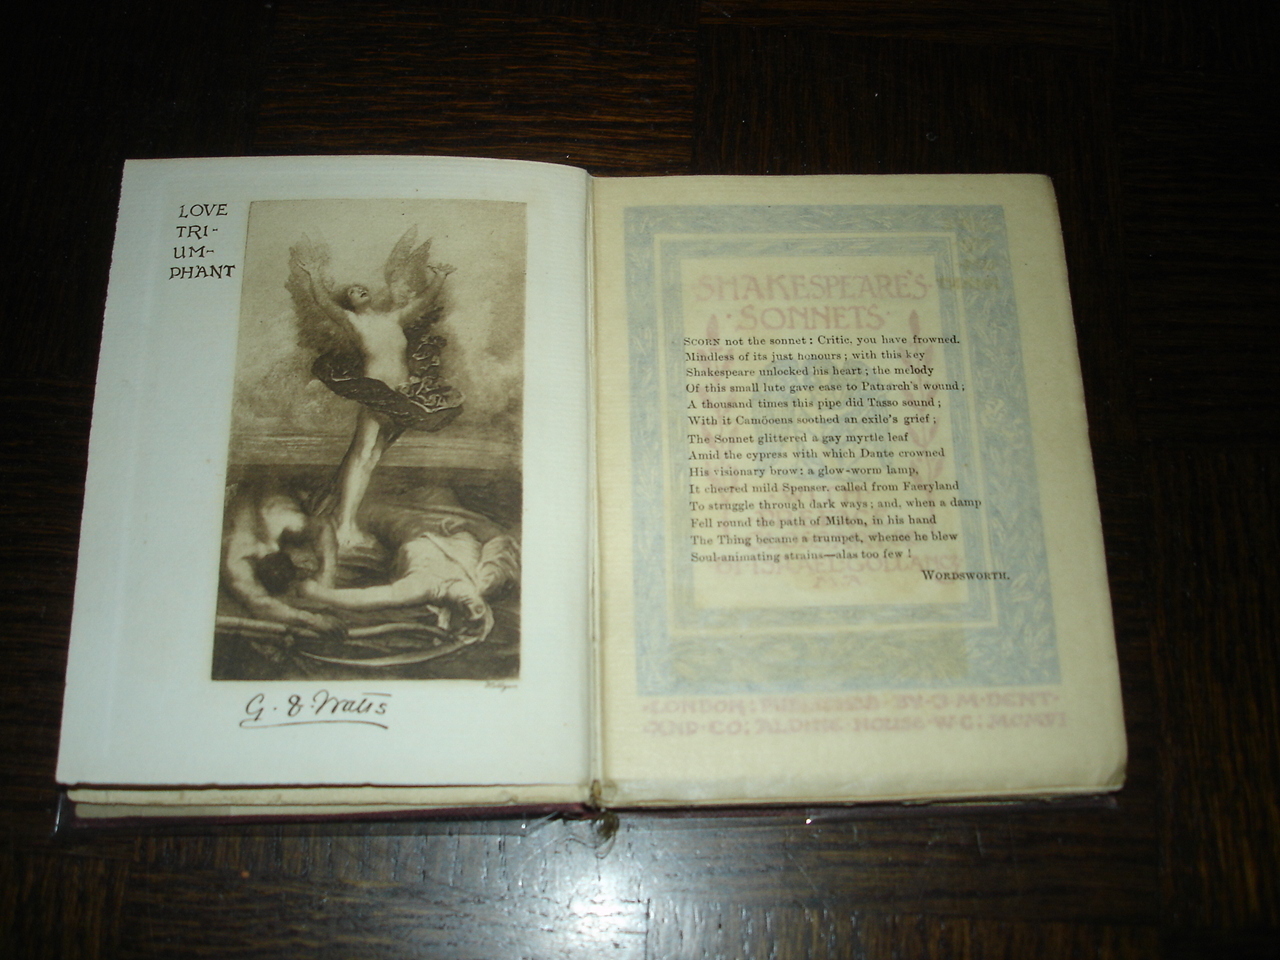 LOVE
TRI-
UM-
PHANT
G. F. Watts
SHAKESPEARE'S
SONNETS
SCORN not the sonnet: Critic, you have frowned,
Mindless of its just honours; with this key
Shakespeare unlocked his heart; the melody
Of this small lute gave ease to Patrarch's wound;
A thousand times this pipe did Tasso sound;
With it Camöoens soothed an exile's grief;
The Sonnet glittered a gay myrtle leaf
Amid the cypress with which Dante crowned
His visionary brow: a glow-worm lamp,
It cheered mild Spenser, called from Faeryland
To struggle through dark ways; and, when a damp
Fell round the path of Milton, in his hand
The Thing became a trumpet, whence he blew
Soul-animating strains—alas too few!
WORDSWORTH.
LONDON: PUBLISHED BY J M DENT
AND CO: ALDINE HOUSE W C: MCMVI